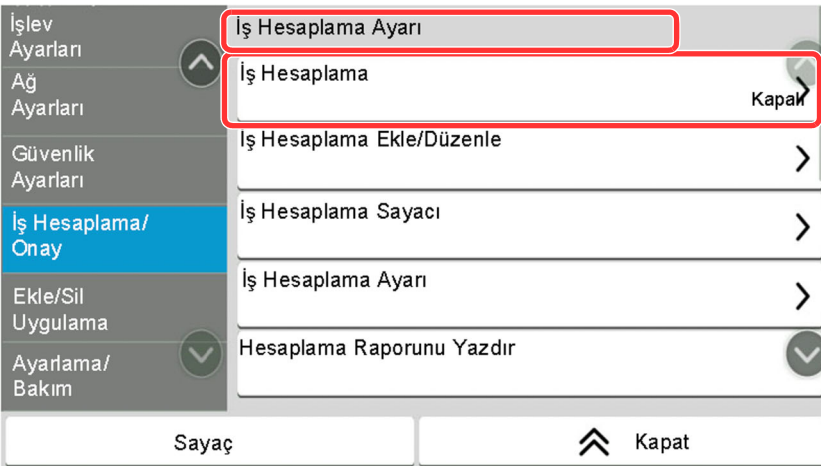 İşlev
Ayarları
Ağ
Ayarları
Güvenlik
Ayarları
İş Hesaplama/
Onay
Ekle/Sil
Uygulama
Ayarlama/
Bakım
İş Hesaplama Ayarı
İş Hesaplama
Kapalı
İş Hesaplama Ekle/Düzenle
İş Hesaplama Sayacı
İş Hesaplama Ayarı
Hesaplama Raporunu Yazdır
Sayaç
Kapat